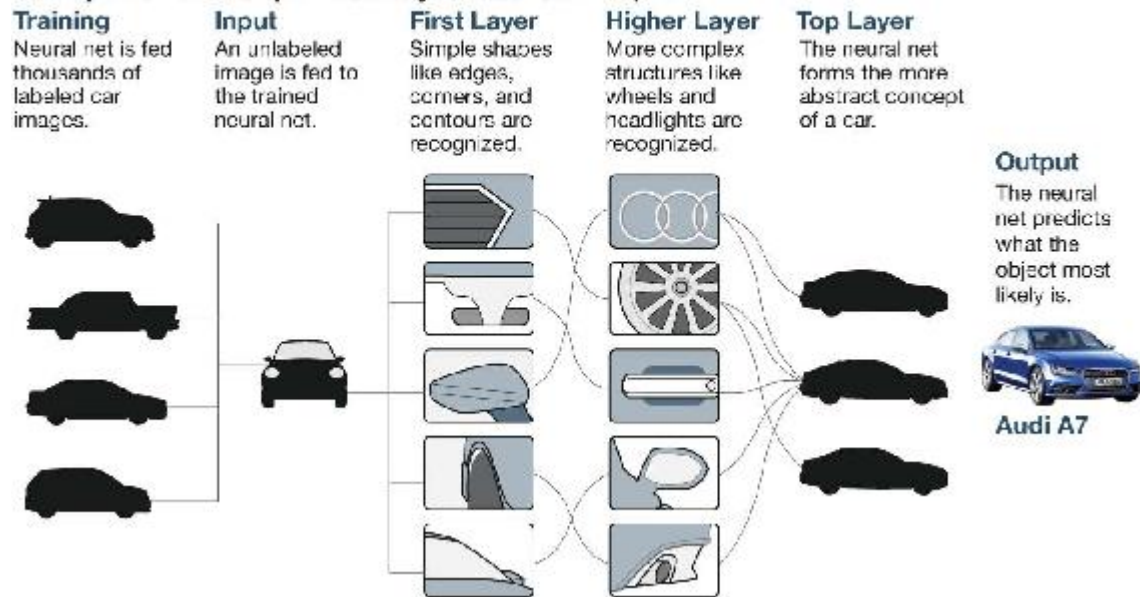 Training
Neural net is fed
thousands of
labeled car
images.
Input
An unlabeled
image is fed to
the trained
neural net.
First Layer
Simple shapes
like edges,
corners, and
contours are
recognized.
Higher Layer
More complex
structures like
wheels and
headlights are
recognized.
Top Layer
The neural net
forms the more
abstract concept
of a car.
Output
The neural
net predicts
what the
object most
likely is.
Audi A7